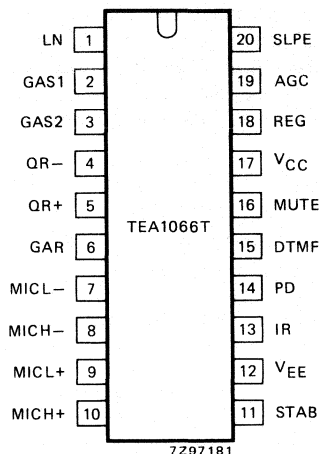 LN 1 20 SLPE
GAS1 2 19 AGC
GAS2 3 18 REG
QR− 4 17 VCC
QR+ 5 16 MUTE
TEA1066T
GAR 6 15 DTMF
MICL− 7 14 PD
MICH− 8 13 IR
MICL+ 9 12 VEE
MICH+ 10 11 STAB
7Z97181